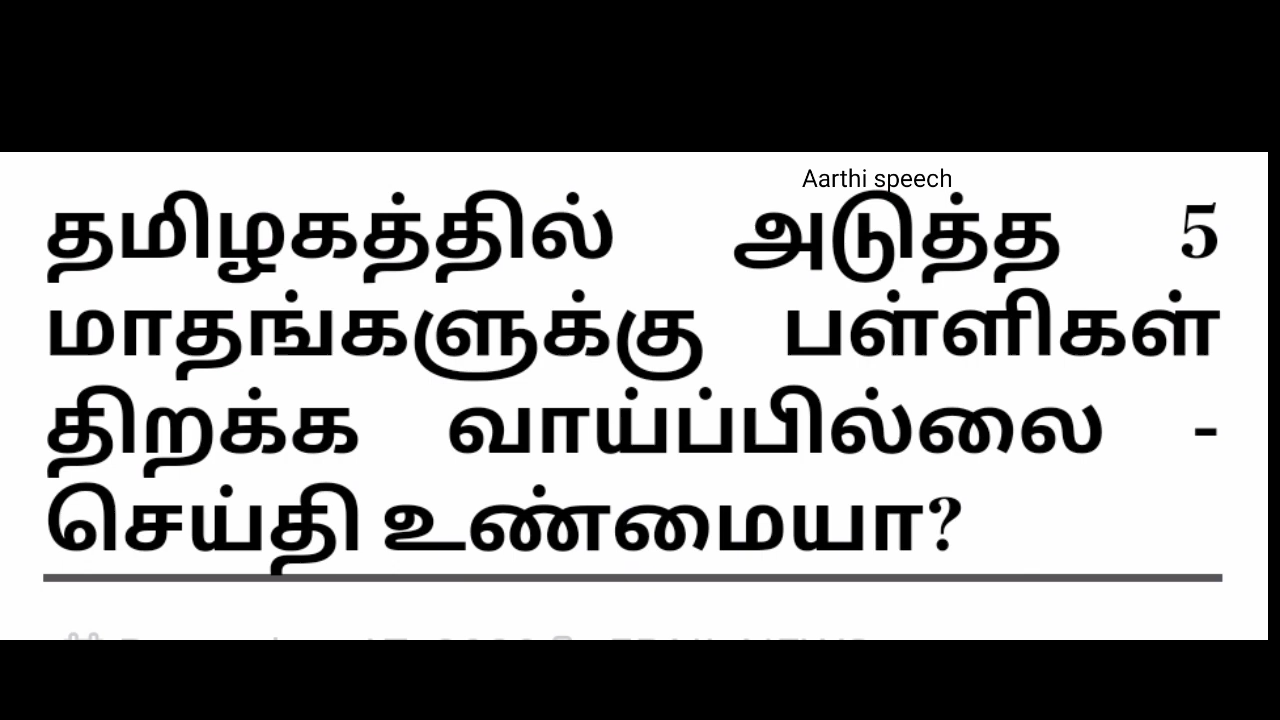 Aarthi speech
தமிழகத்தில் அடுத்த 5
மாதங்களுக்கு பள்ளிகள்
திறக்க வாய்ப்பில்லை -
செய்தி உண்மையா?